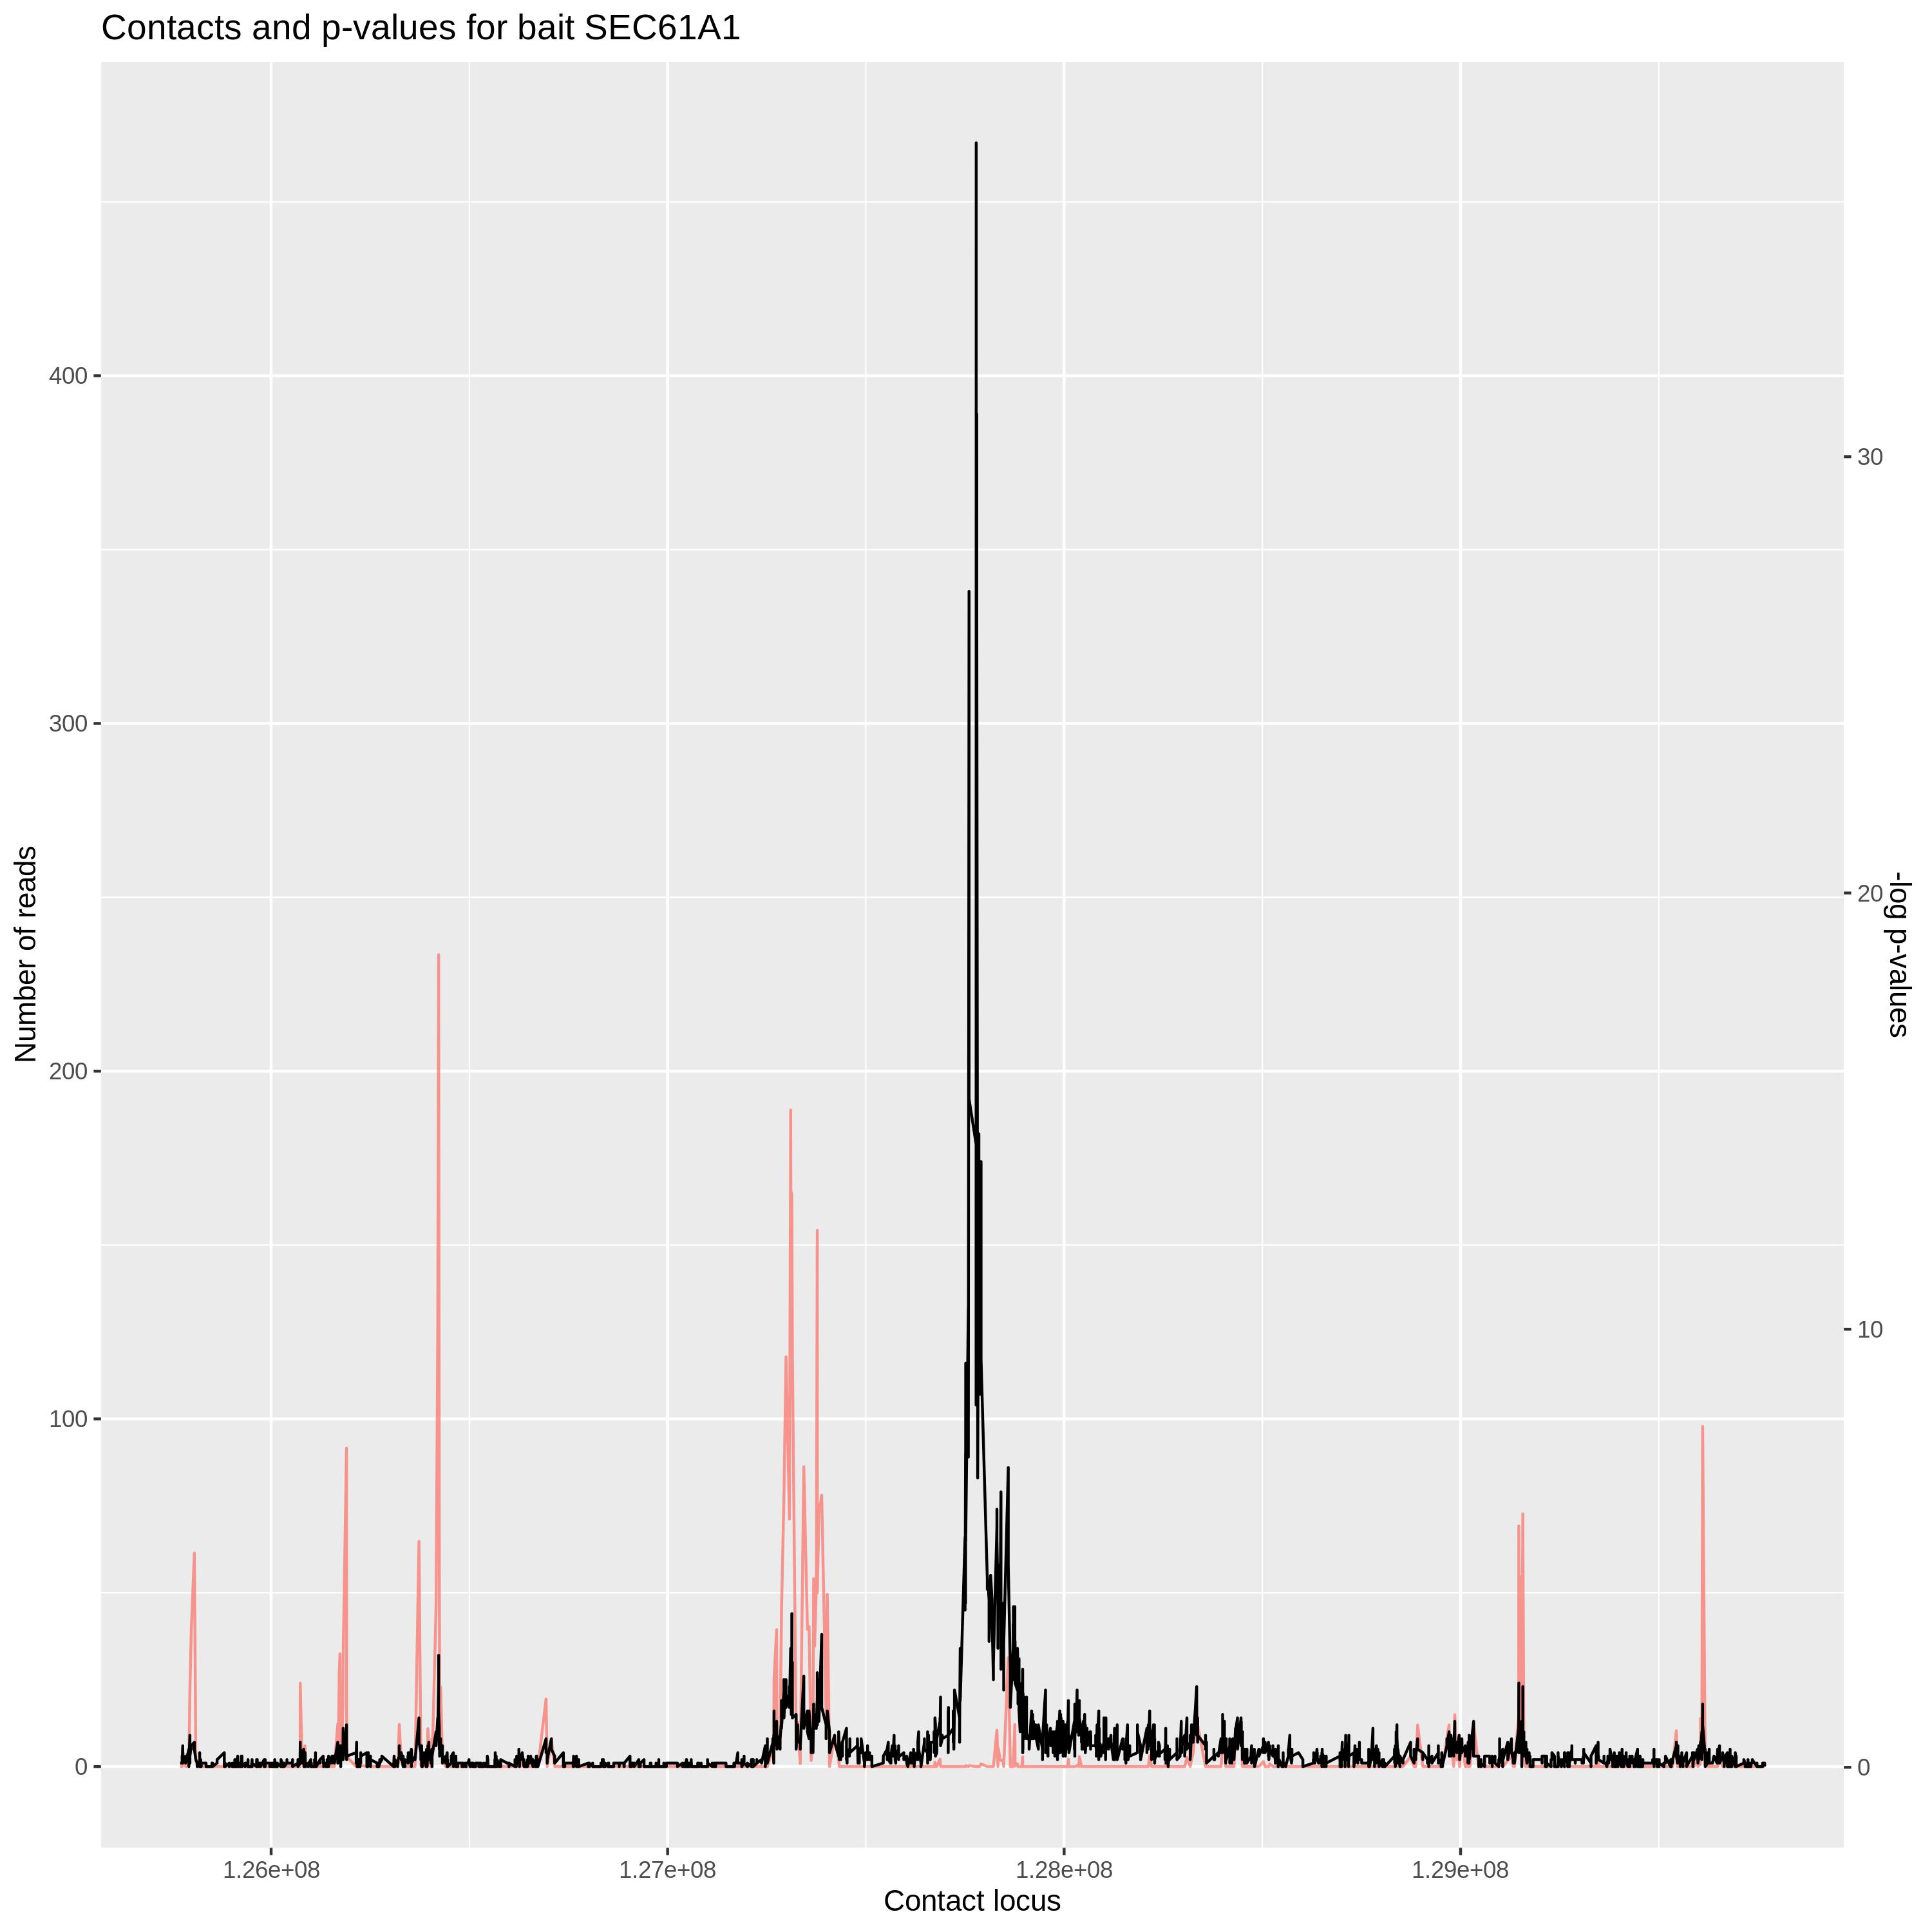 Contacts and p-values for bait SEC61A1
Number of reads
400
300
200
100
0
30
20
10
0
-log p-values
1.26e+08
1.27e+08
1.28e+08
1.29e+08
Contact locus